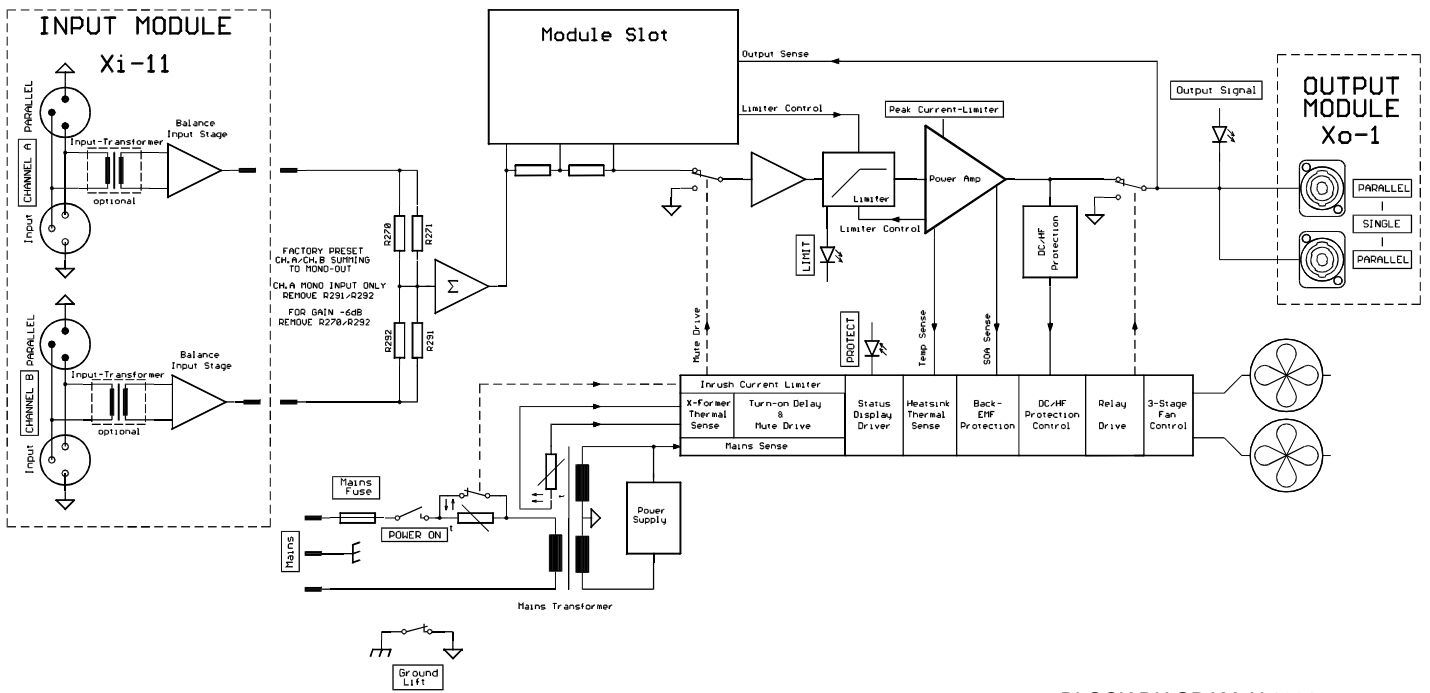 INPUT MODULE
Xi-11
PARALLEL
CHANNEL A
Input
Input-Transformer
optional
Balance
Input Stage
PARALLEL
CHANNEL B
Input
Input-Transformer
optional
Balance
Input Stage
FACTORY PRESET
CH.A/CH.B SUMMING
TO MONO-OUT
CH.A MONO INPUT ONLY
REMOVE R291/R292
FOR GAIN -6dB
REMOVE R270/R292
R270
R271
R292
R291
Σ
Module Slot
Output Sense
Limiter Control
Peak Current-Limiter
Limiter
Power Amp
Limiter Control
LIMIT
DC/HF
Protection
Output Signal
OUTPUT
MODULE
Xo-1
PARALLEL
SINGLE
PARALLEL
Mute Drive
PROTECT
Temp Sense
SOA Sense
Inrush Current Limiter
X-Former
Thermal
Sense
Turn-on Delay
&
Mute Drive
Mains Sense
Status
Display
Driver
Heatsink
Thermal
Sense
Back-
EMF
Protection
DC/HF
Protection
Control
Relay
Drive
3-Stage
Fan
Control
Mains
Fuse
POWER ON
t
t
Mains
Power
Supply
Mains Transformer
Ground
Lift